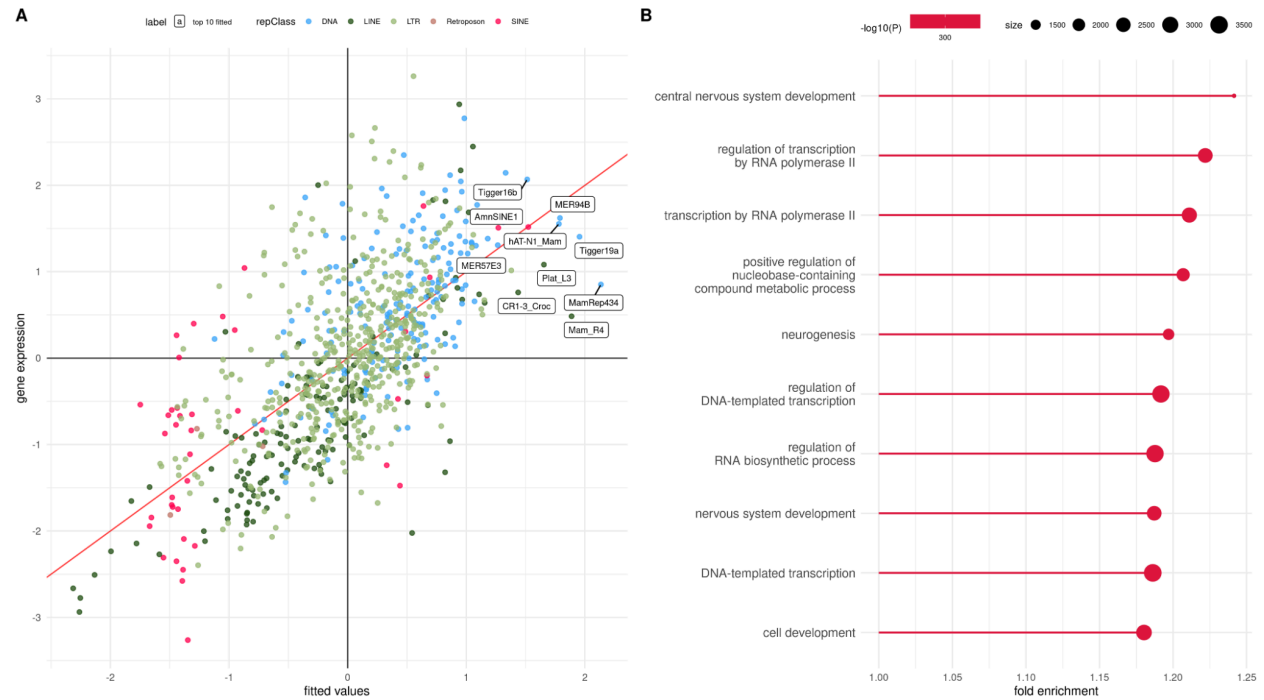 A
label a top 10 fitted repClass DNA LINE LTR Retroposon SINE
gene expression
3
2
1
0
-1
-2
-3
Tigger16b
MER94B
AmnSINE1
hAT-N1_Mam
Tigger19a
MER57E3
Plat_L3
CR1-3_Croc
MamRep434
Mam_R4
-2 -1 0 1 2
fitted values
B
-log10(P) 300 size 1500 2000 2500 3000 3500
central nervous system development
regulation of transcription
by RNA polymerase II
transcription by RNA polymerase II
positive regulation of
nucleobase-containing
compound metabolic process
neurogenesis
regulation of
DNA-templated transcription
regulation of
RNA biosynthetic process
nervous system development
DNA-templated transcription
cell development
1.00 1.05 1.10 1.15 1.20 1.25
fold enrichment